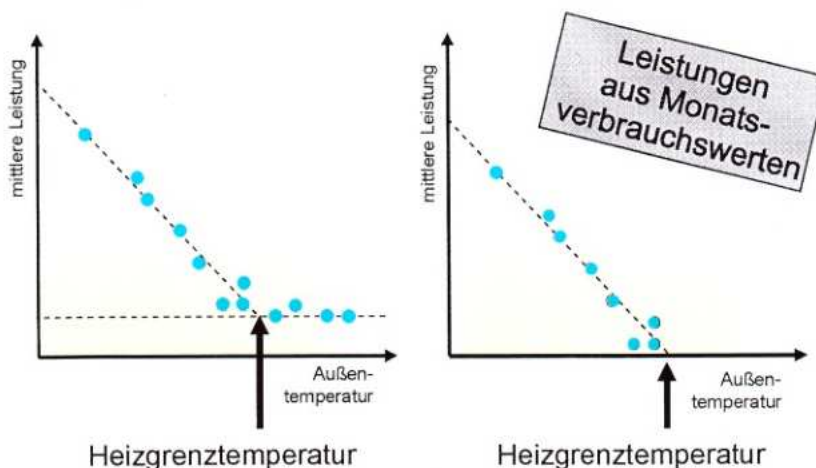 mittlere Leistung
Außen-
temperatur
Heizgrenztemperatur
mittlere Leistung
Leistungen
aus Monats-
verbrauchswerten
Außen-
temperatur
Heizgrenztemperatur